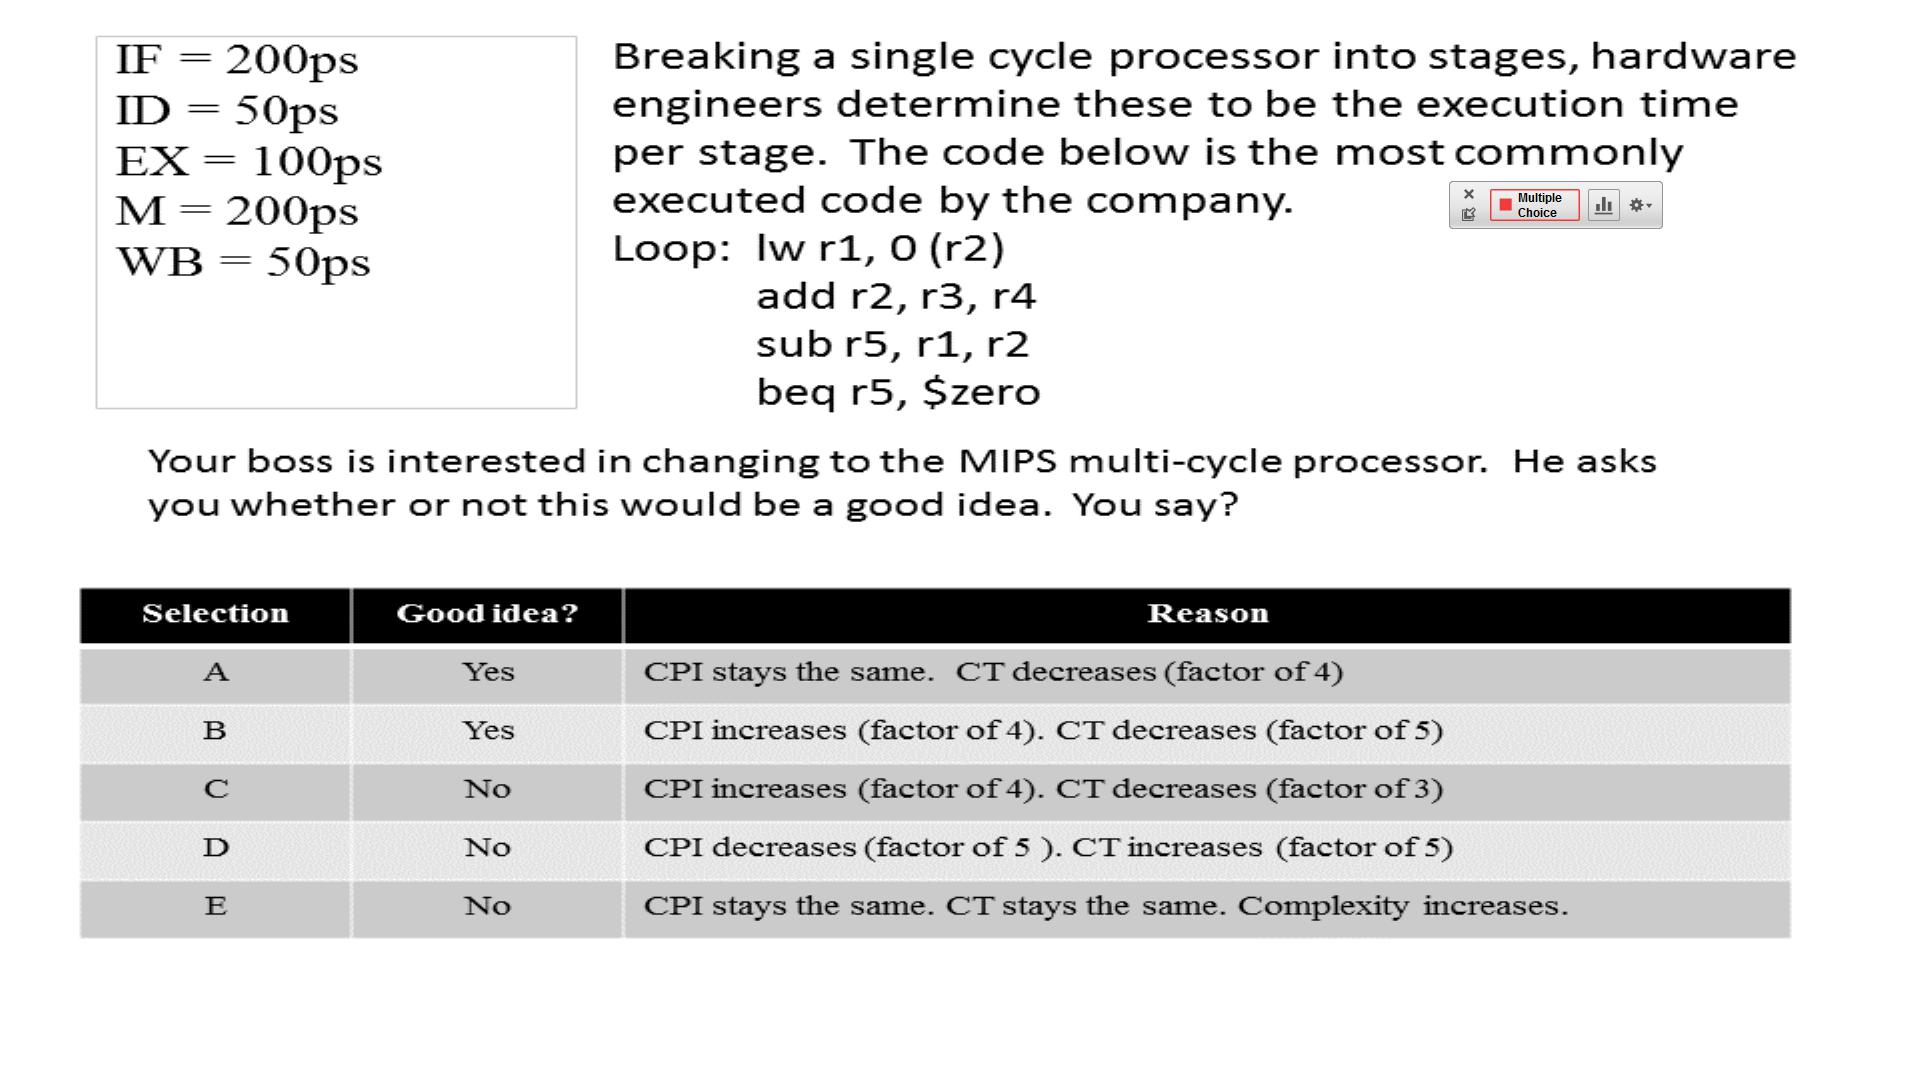 IF = 200ps
ID = 50ps
EX = 100ps
M = 200ps
WB = 50ps
Breaking a single cycle processor into stages, hardware
engineers determine these to be the execution time
per stage. The code below is the most commonly
executed code by the company.
Multiple
Choice
Loop: lw r1, 0 (r2)
add r2, r3, r4
sub r5, r1, r2
beq r5, $zero
Your boss is interested in changing to the MIPS multi-cycle processor. He asks
you whether or not this would be a good idea. You say?
Selection Good idea? Reason
A Yes CPI stays the same. CT decreases (factor of 4)
B Yes CPI increases (factor of 4). CT decreases (factor of 5)
C No CPI increases (factor of 4). CT decreases (factor of 3)
D No CPI decreases (factor of 5 ). CT increases (factor of 5)
E No CPI stays the same. CT stays the same. Complexity increases.